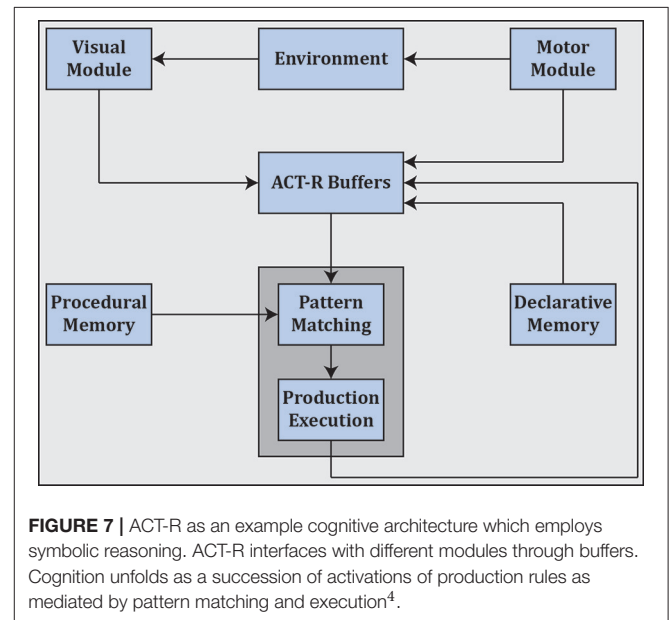 Visual
Module
Environment
Motor
Module
ACT-R Buffers
Procedural
Memory
Pattern
Matching
Declarative
Memory
Production
Execution
FIGURE 7 | ACT-R as an example cognitive architecture which employs
symbolic reasoning. ACT-R interfaces with different modules through buffers.
Cognition unfolds as a succession of activations of production rules as
mediated by pattern matching and execution⁴.